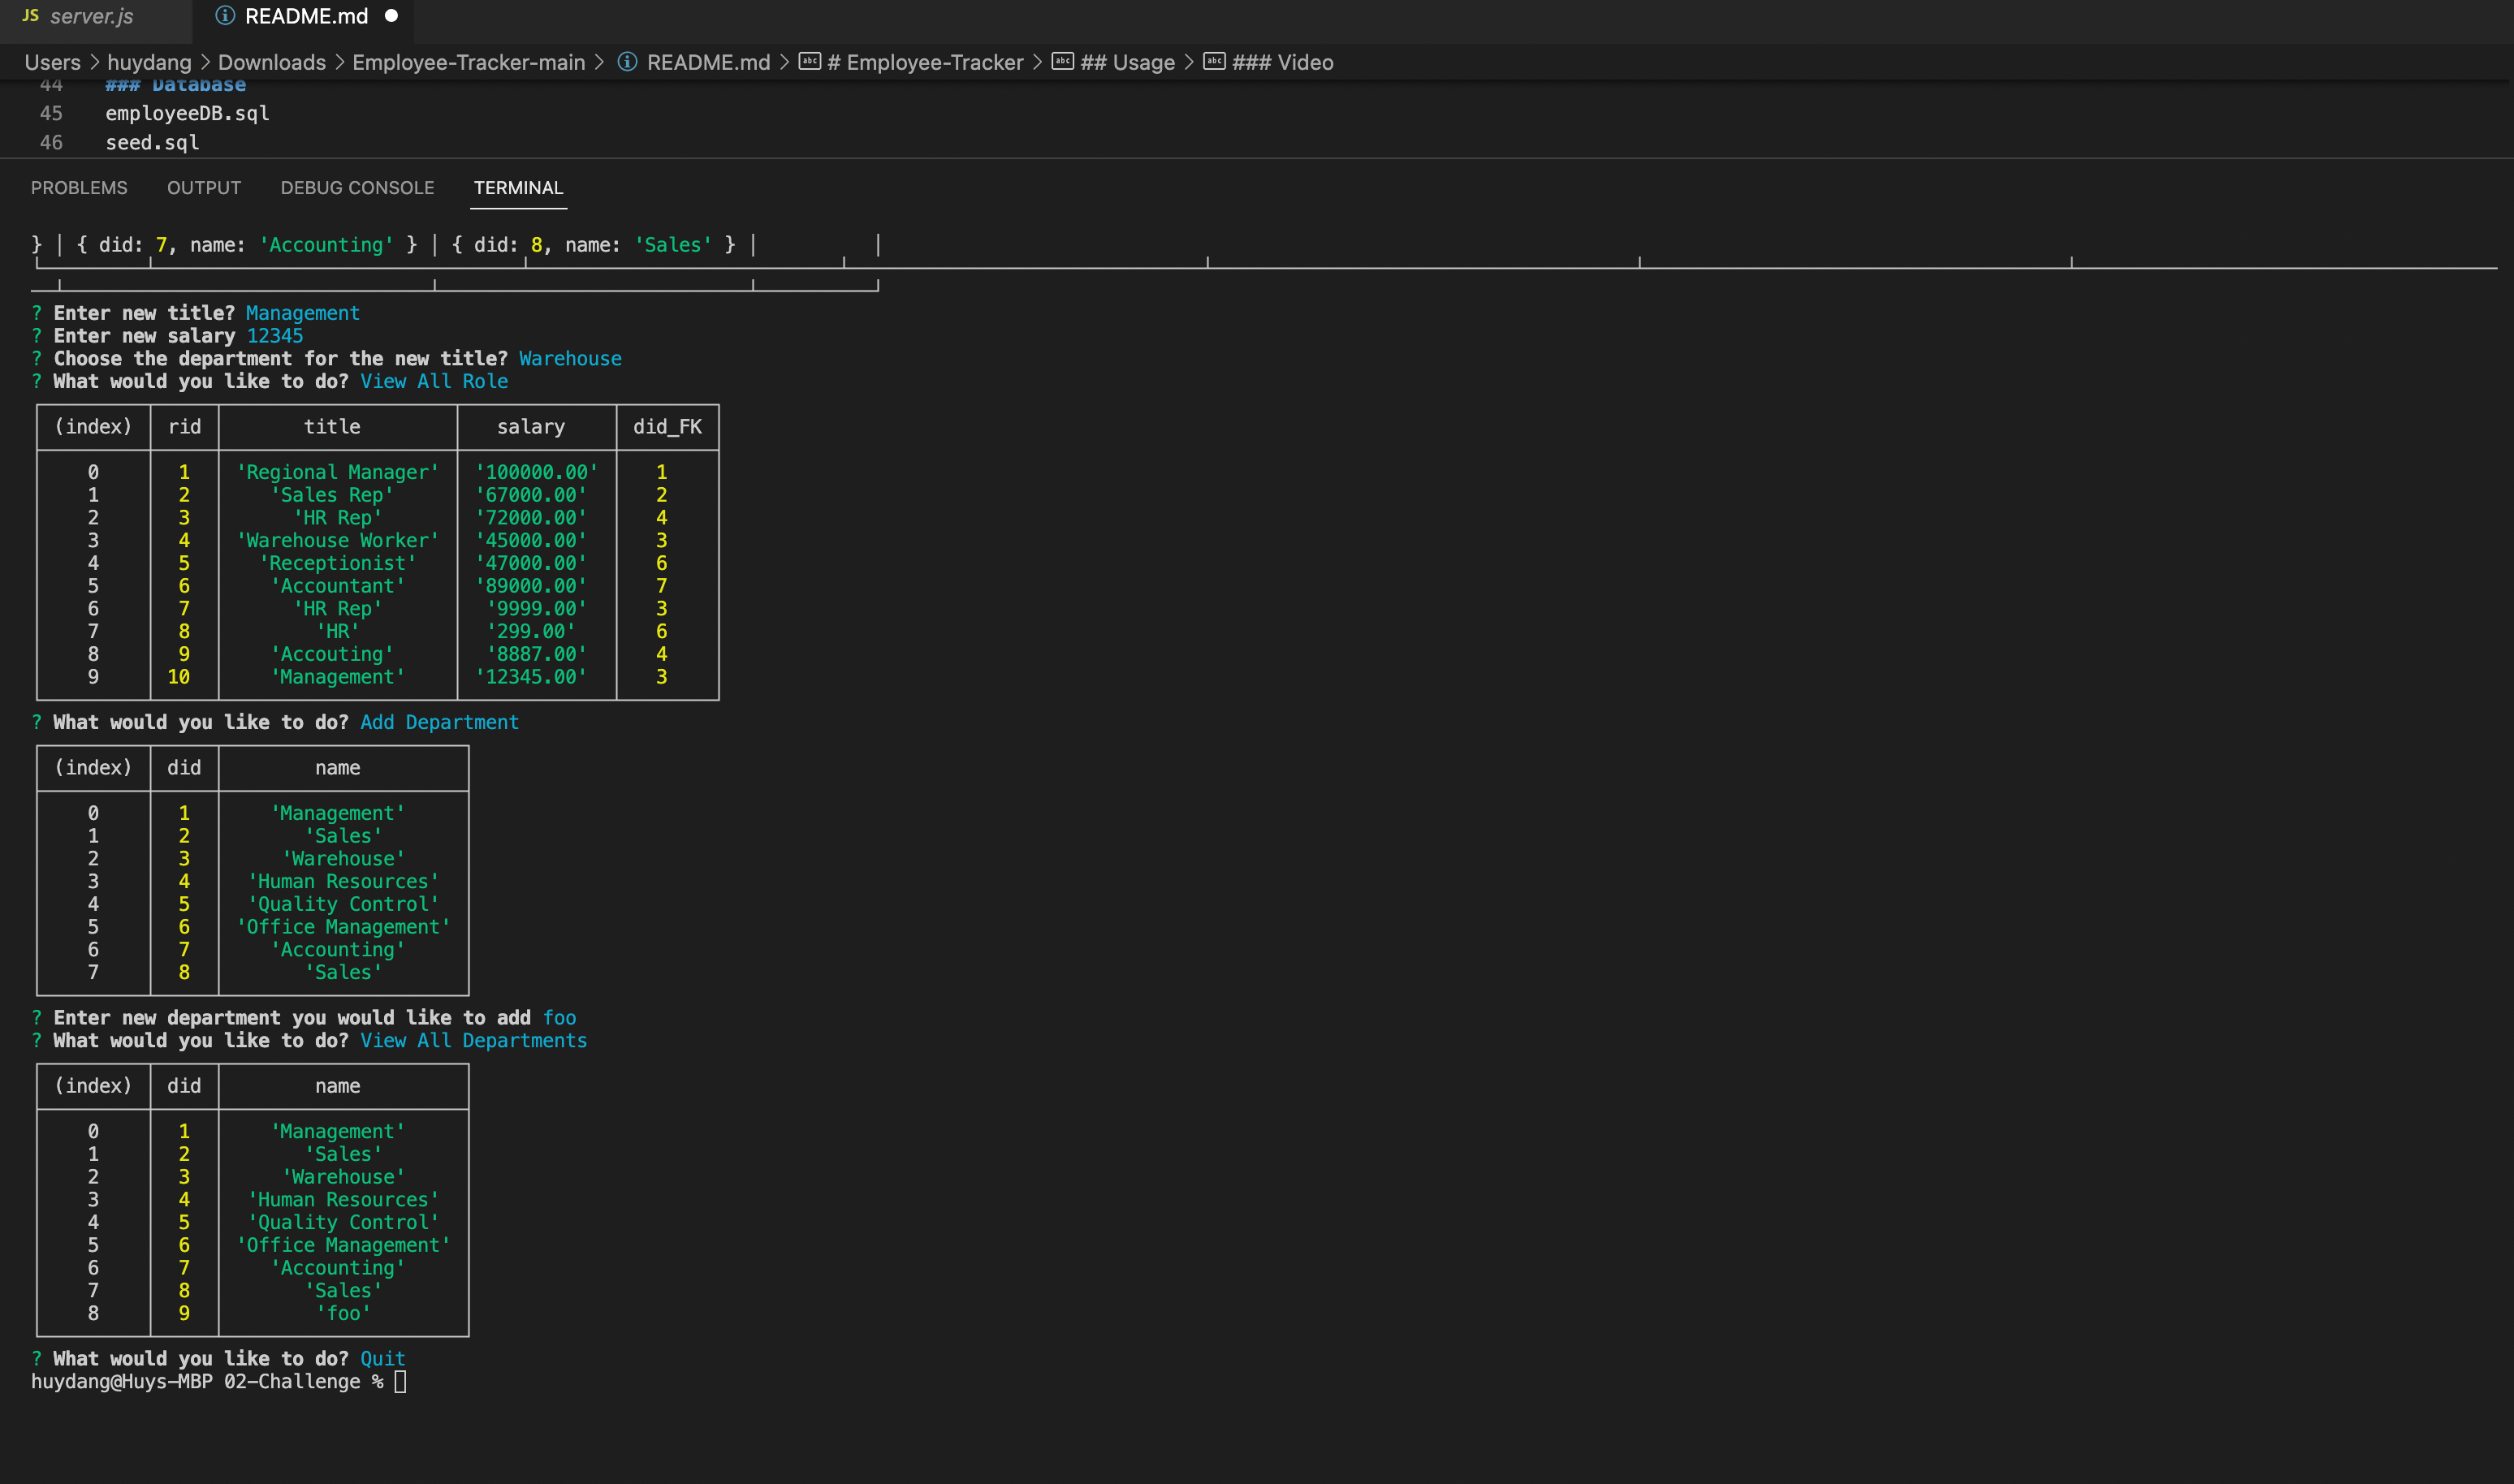 JS server.js README.md
Users > huydang > Downloads > Employee-Tracker-main > README.md > # Employee-Tracker > ## Usage > ### Video
44 ### Database
45 employeeDB.sql
46 seed.sql
PROBLEMS OUTPUT DEBUG CONSOLE TERMINAL
} │ { did: 7, name: 'Accounting' } │ { did: 8, name: 'Sales' } │ │
? Enter new title? Management
? Enter new salary 12345
? Choose the department for the new title? Warehouse
? What would you like to do? View All Role
(index) rid title salary did_FK
0 1 'Regional Manager' '100000.00' 1
1 2 'Sales Rep' '67000.00' 2
2 3 'HR Rep' '72000.00' 4
3 4 'Warehouse Worker' '45000.00' 3
4 5 'Receptionist' '47000.00' 6
5 6 'Accountant' '89000.00' 7
6 7 'HR Rep' '9999.00' 3
7 8 'HR' '299.00' 6
8 9 'Accouting' '8887.00' 4
9 10 'Management' '12345.00' 3
? What would you like to do? Add Department
(index) did name
0 1 'Management'
1 2 'Sales'
2 3 'Warehouse'
3 4 'Human Resources'
4 5 'Quality Control'
5 6 'Office Management'
6 7 'Accounting'
7 8 'Sales'
? Enter new department you would like to add foo
? What would you like to do? View All Departments
(index) did name
0 1 'Management'
1 2 'Sales'
2 3 'Warehouse'
3 4 'Human Resources'
4 5 'Quality Control'
5 6 'Office Management'
6 7 'Accounting'
7 8 'Sales'
8 9 'foo'
? What would you like to do? Quit
huydang@Huys-MBP 02-Challenge %